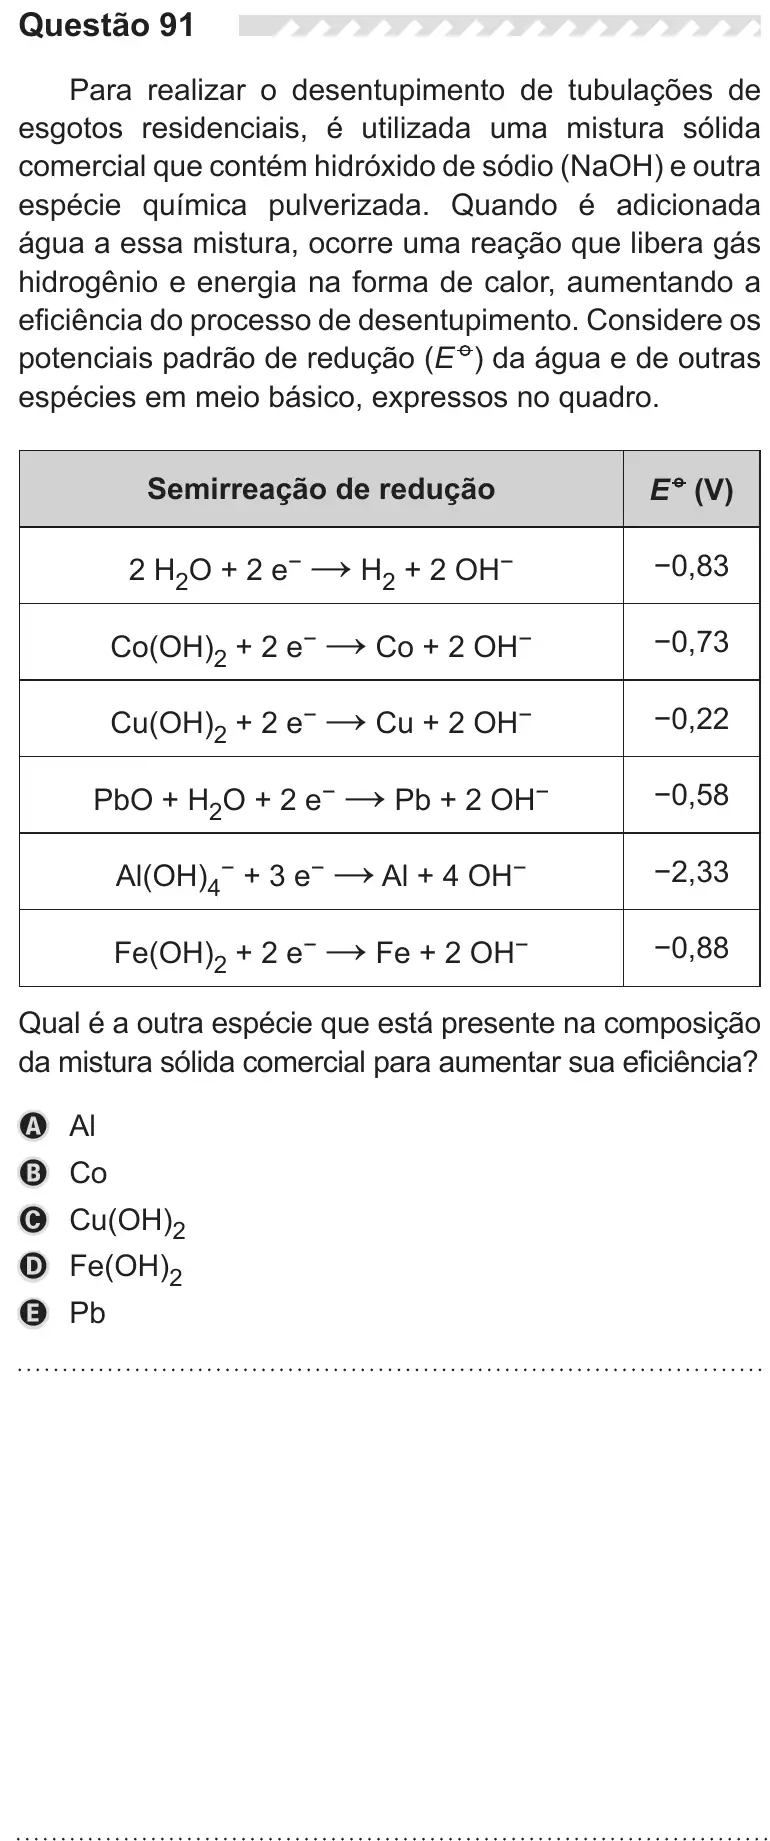 Questão 91
Para realizar o desentupimento de tubulações de
esgotos residenciais, é utilizada uma mistura sólida
comercial que contém hidróxido de sódio (NaOH) e outra
espécie química pulverizada. Quando é adicionada
água a essa mistura, ocorre uma reação que libera gás
hidrogênio e energia na forma de calor, aumentando a
eficiência do processo de desentupimento. Considere os
potenciais padrão de redução (E⦵) da água e de outras
espécies em meio básico, expressos no quadro.
Semirreação de redução E⦵ (V)
2 H₂O + 2 e⁻ ⟶ H₂ + 2 OH⁻ −0,83
Co(OH)₂ + 2 e⁻ ⟶ Co + 2 OH⁻ −0,73
Cu(OH)₂ + 2 e⁻ ⟶ Cu + 2 OH⁻ −0,22
PbO + H₂O + 2 e⁻ ⟶ Pb + 2 OH⁻ −0,58
Al(OH)₄⁻ + 3 e⁻ ⟶ Al + 4 OH⁻ −2,33
Fe(OH)₂ + 2 e⁻ ⟶ Fe + 2 OH⁻ −0,88
Qual é a outra espécie que está presente na composição
da mistura sólida comercial para aumentar sua eficiência?
A Al
B Co
C Cu(OH)₂
D Fe(OH)₂
E Pb